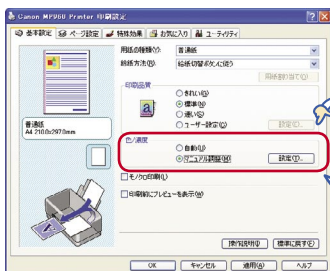 Canon MP960 Printer 印刷設定
基本設定 ページ設定 特殊効果 お気に入り ユーティリティ
用紙の種類(Y): 普通紙
給紙方法(P): 給紙切替ボタンに従う
用紙割り当て(G)...
印刷品質
きれい(H)
標準(N)
速い(S)
ユーザー設定(C) 設定(D)...
普通紙
A4 210.0x297.0mm
色/濃度
自動(U)
マニュアル調整(M) 設定(T)...
モノクロ印刷(L)
印刷前にプレビューを表示(W)
操作説明(I) 標準に戻す(F)
OK キャンセル 適用(A) ヘルプ